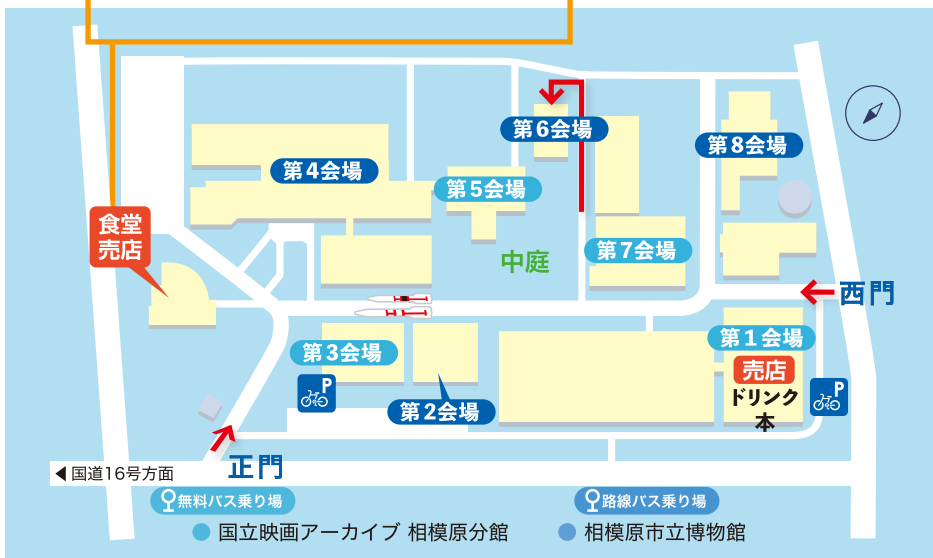 第6会場
第8会場
第4会場
第5会場
食堂
売店
第7会場
中庭
西門
第1会場
売店
ドリンク
本
第3会場
P
第2会場
P
正門
国道16号方面
無料バス乗り場
路線バス乗り場
国立映画アーカイブ 相模原分館
相模原市立博物館